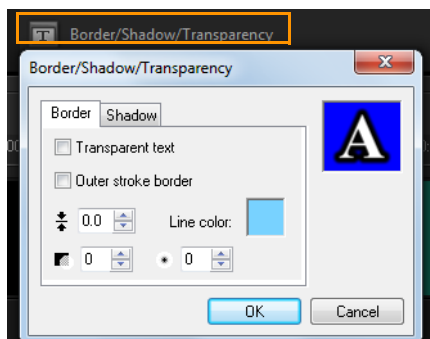 T Border/Shadow/Transparency
Border/Shadow/Transparency
Border Shadow
Transparent text
Outer stroke border
0.0 Line color:
0 0
A
OK Cancel